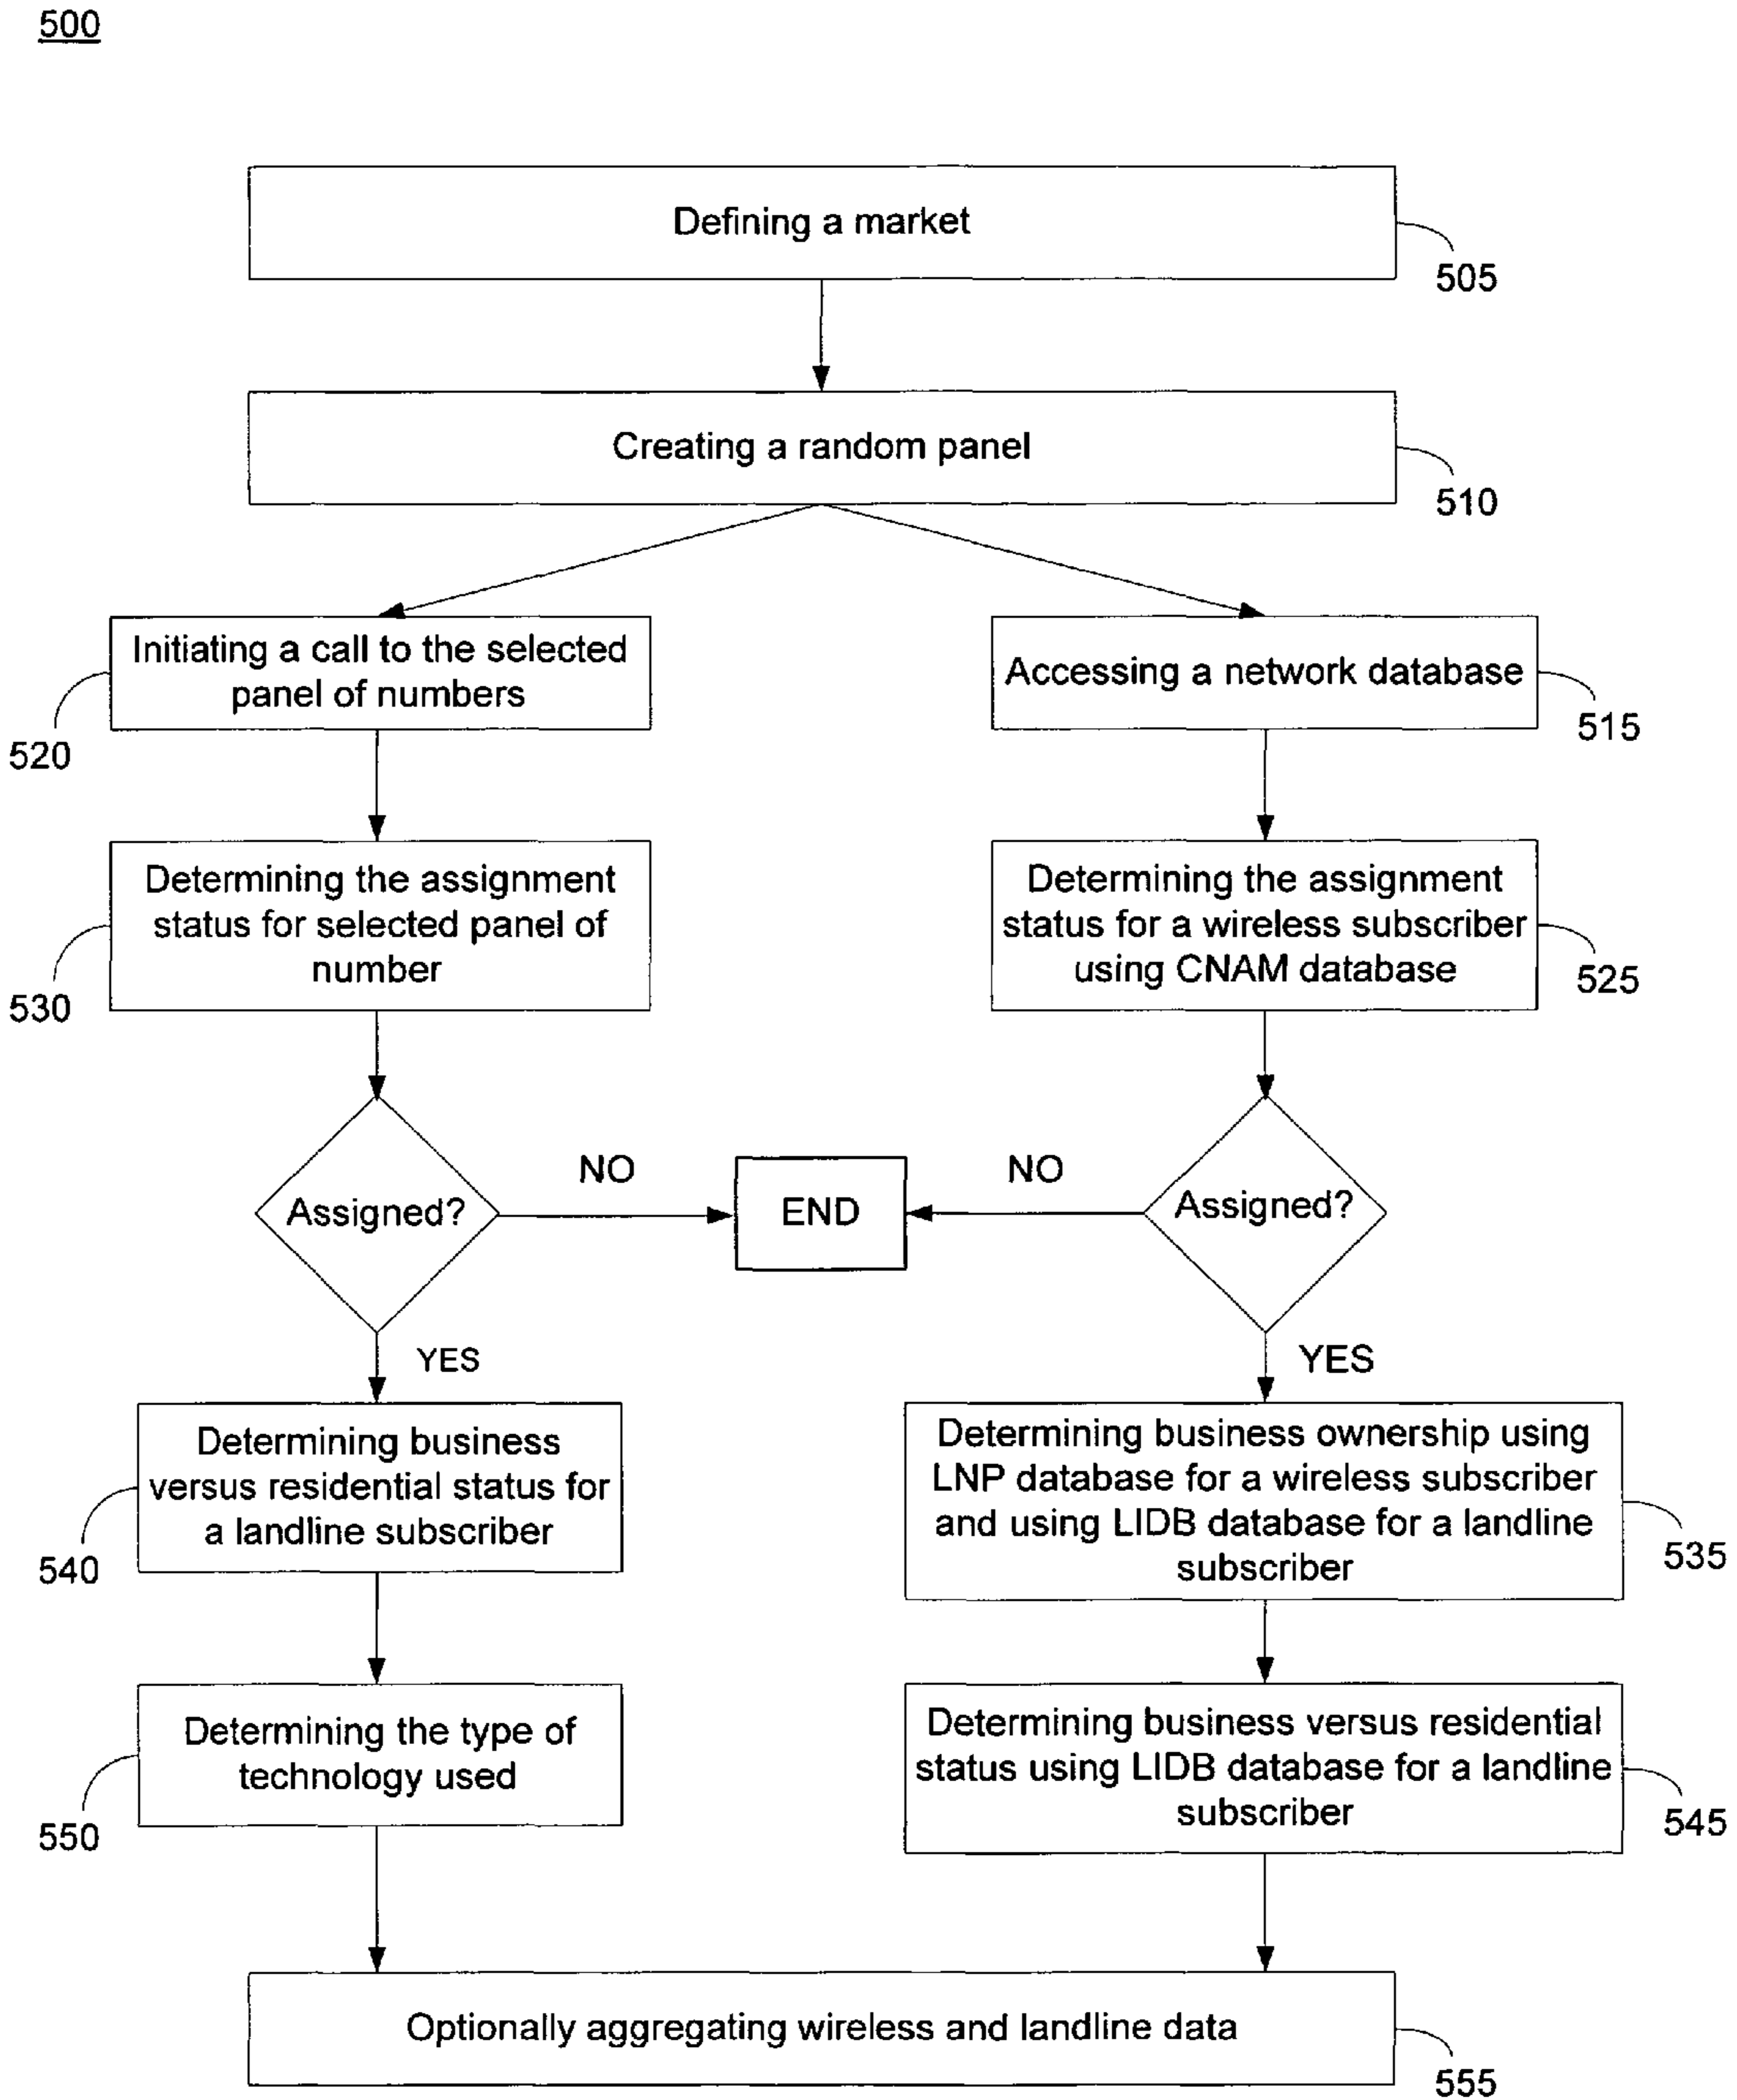 500
Defining a market
505
Creating a random panel
510
Initiating a call to the selected
panel of numbers
520
Accessing a network database
515
Determining the assignment
status for selected panel of
number
530
Determining the assignment
status for a wireless subscriber
using CNAM database
525
Assigned?
NO
END
NO
Assigned?
YES
YES
Determining business
versus residential status for
a landline subscriber
540
Determining business ownership using
LNP database for a wireless subscriber
and using LIDB database for a landline
subscriber
535
Determining the type of
technology used
550
Determining business versus residential
status using LIDB database for a landline
subscriber
545
Optionally aggregating wireless and landline data
555